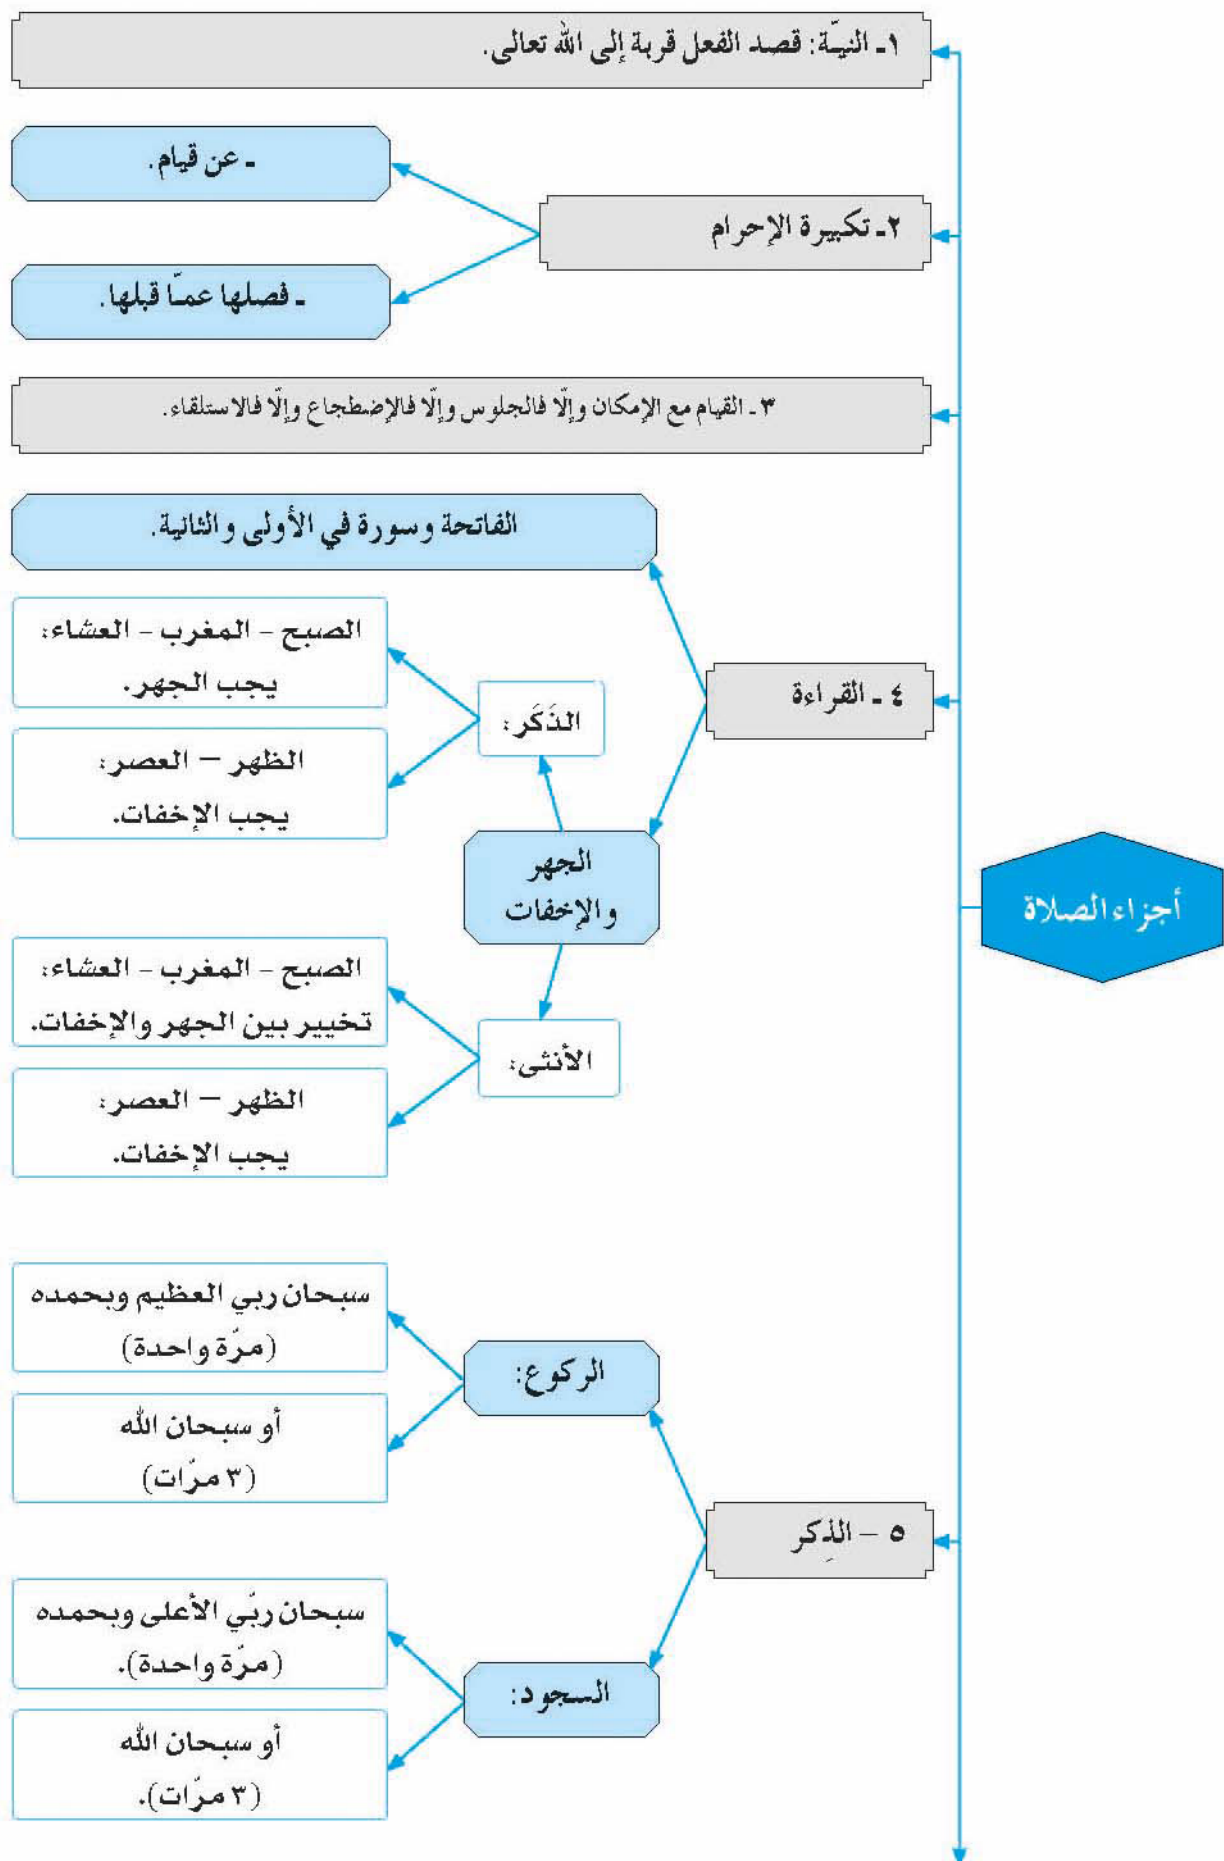 أجزاء الصلاة
١ـ النيّة: قصد الفعل قربة إلى الله تعالى.
٢ـ تكبيرة الإحرام
ـ عن قيام.
ـ فصلها عمّا قبلها.
٣ ـ القيام مع الإمكان وإلّا فالجلوس وإلّا فالإضطجاع وإلّا فالاستلقاء.
٤ ـ القراءة
الفاتحة وسورة في الأولى والثانية.
الجهر
والإخفات
الذَكَر:
الصبح – المغرب – العشاء:
يجب الجهر.
الظهر – العصر:
يجب الإخفات.
الأنثى:
الصبح – المغرب – العشاء:
تخيير بين الجهر والإخفات.
الظهر – العصر:
يجب الإخفات.
٥ – الذِكر
الركوع:
سبحان ربي العظيم وبحمده
(مرّة واحدة)
أو سبحان الله
(٣ مرّات)
السجود:
سبحان ربّي الأعلى وبحمده
(مرّة واحدة).
أو سبحان الله
(٣ مرّات).